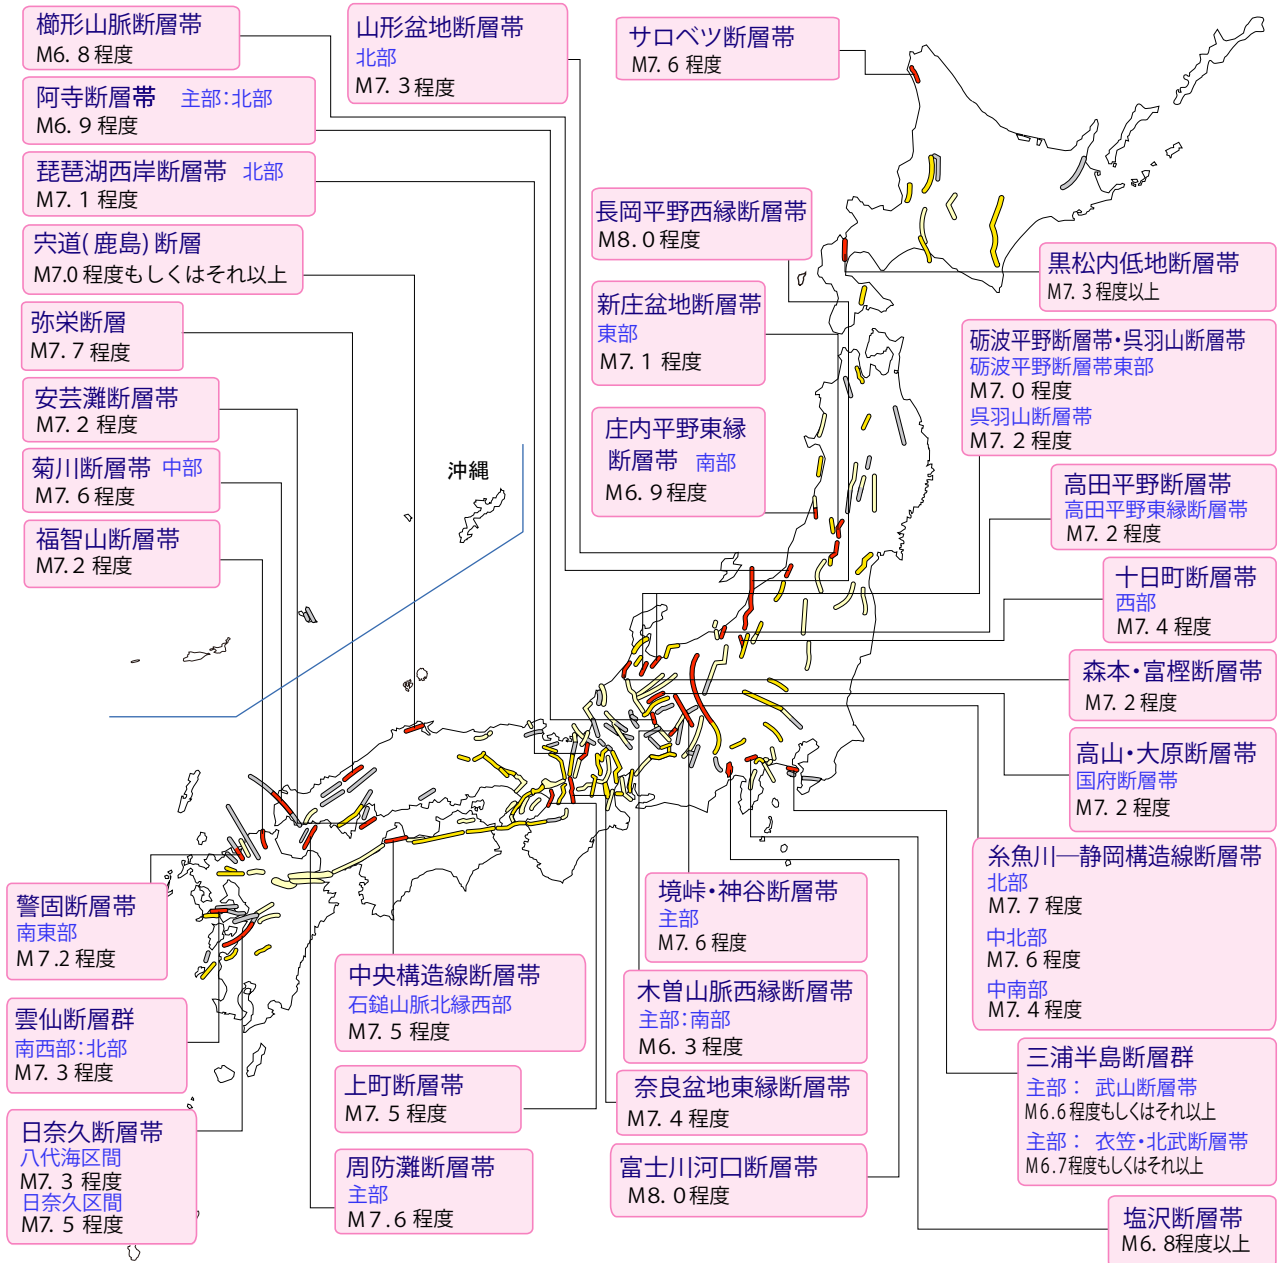 櫛形山脈断層帯
M6.8程度
阿寺断層帯 主部：北部
M6.9程度
琵琶湖西岸断層帯 北部
M7.1程度
宍道(鹿島)断層
M7.0程度もしくはそれ以上
弥栄断層
M7.7程度
安芸灘断層帯
M7.2程度
菊川断層帯 中部
M7.6程度
福智山断層帯
M7.2程度
山形盆地断層帯
北部
M7.3程度
サロベツ断層帯
M7.6程度
長岡平野西縁断層帯
M8.0程度
新庄盆地断層帯
東部
M7.1程度
庄内平野東縁
断層帯 南部
M6.9程度
沖縄
黒松内低地断層帯
M7.3程度以上
砺波平野断層帯・呉羽山断層帯
砺波平野断層帯東部
M7.0程度
呉羽山断層帯
M7.2程度
高田平野断層帯
高田平野東縁断層帯
M7.2程度
十日町断層帯
西部
M7.4程度
森本・富樫断層帯
M7.2程度
高山・大原断層帯
国府断層帯
M7.2程度
糸魚川―静岡構造線断層帯
北部
M7.7程度
中北部
M7.6程度
中南部
M7.4程度
三浦半島断層群
主部： 武山断層帯
M6.6程度もしくはそれ以上
主部： 衣笠・北武断層帯
M6.7程度もしくはそれ以上
塩沢断層帯
M6.8程度以上
警固断層帯
南東部
M7.2程度
雲仙断層群
南西部：北部
M7.3程度
日奈久断層帯
八代海区間
M7.3程度
日奈久区間
M7.5程度
中央構造線断層帯
石鎚山脈北縁西部
M7.5程度
上町断層帯
M7.5程度
周防灘断層帯
主部
M7.6程度
境峠・神谷断層帯
主部
M7.6程度
木曽山脈西縁断層帯
主部：南部
M6.3程度
奈良盆地東縁断層帯
M7.4程度
富士川河口断層帯
M8.0程度